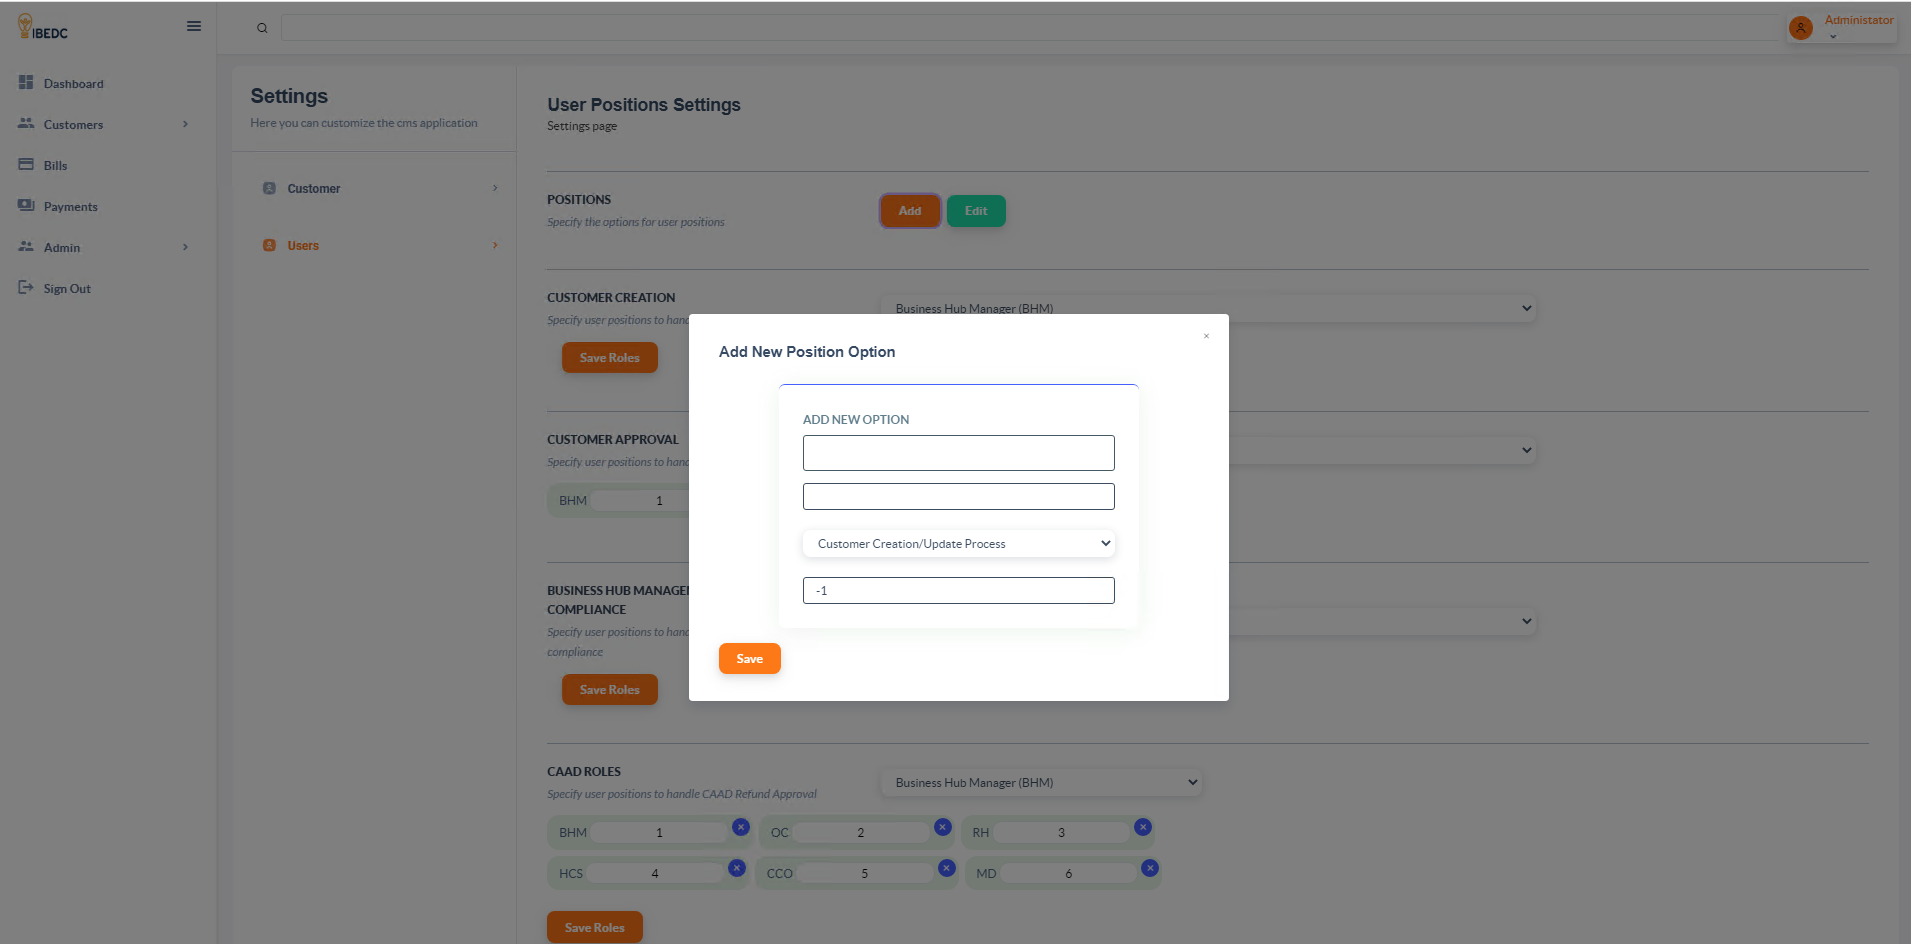 IBEDC
Administator
Dashboard
Customers
Bills
Payments
Admin
Sign Out
Settings
Here you can customize the cms application
Customer
Users
User Positions Settings
Settings page
POSITIONS
Specify the options for user positions
Add
Edit
CUSTOMER CREATION
Specify user positions to hand
Business Hub Manager (BHM)
Save Roles
CUSTOMER APPROVAL
Specify user positions to hand
BHM 1
BUSINESS HUB MANAGE
COMPLIANCE
Specify user positions to hand
compliance
Save Roles
CAAD ROLES
Specify user positions to handle CAAD Refund Approval
Business Hub Manager (BHM)
BHM 1
OC 2
RH 3
HCS 4
CCO 5
MD 6
Save Roles
Add New Position Option
ADD NEW OPTION
Customer Creation/Update Process
-1
Save